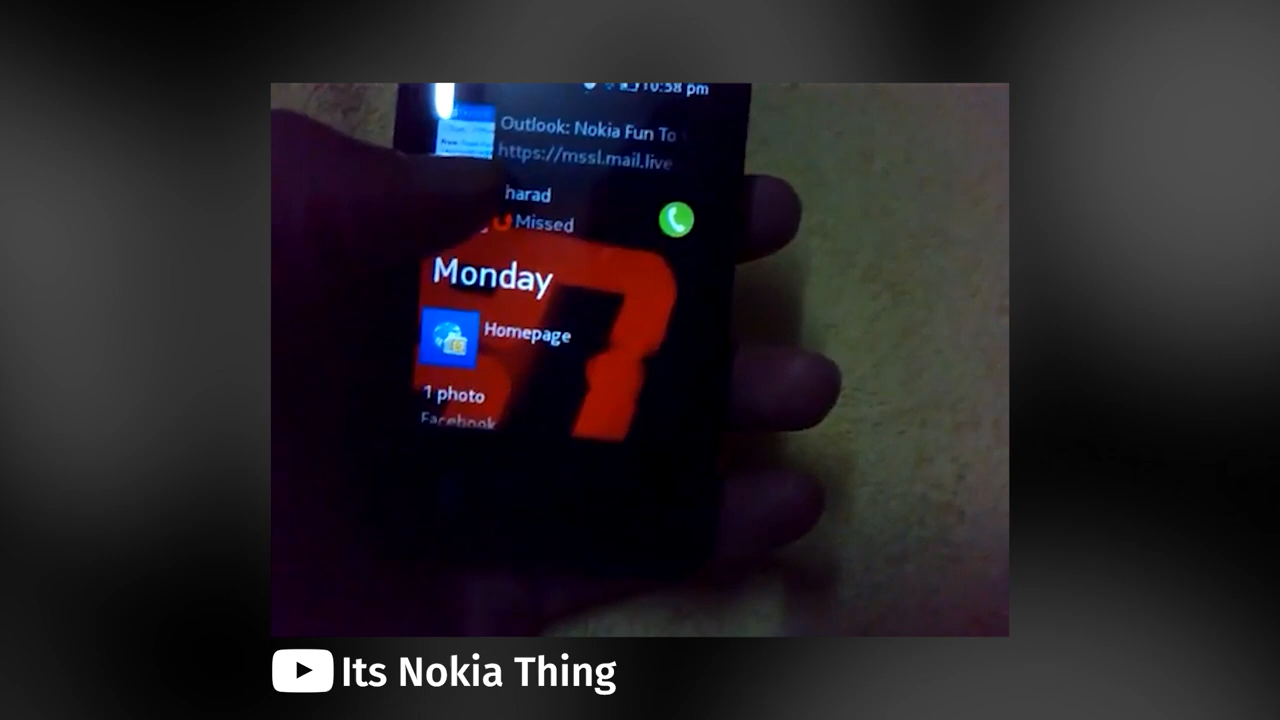 10:58 pm
Outlook: Nokia Fun To
https://mssl.mail.live
harad
Missed
Monday
Homepage
1 photo
Facebook
Its Nokia Thing